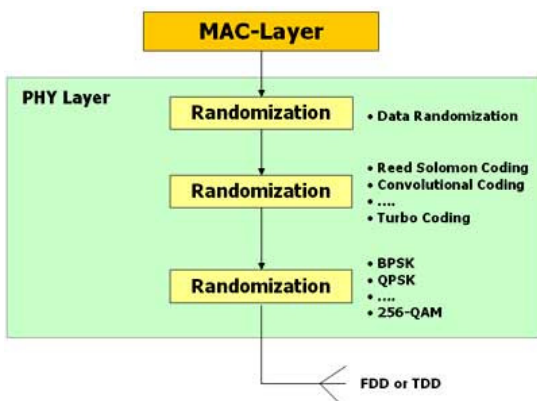 MAC-Layer
PHY Layer
Randomization
• Data Randomization
Randomization
• Reed Solomon Coding
• Convolutional Coding
• ....
• Turbo Coding
Randomization
• BPSK
• QPSK
• ....
• 256-QAM
FDD or TDD